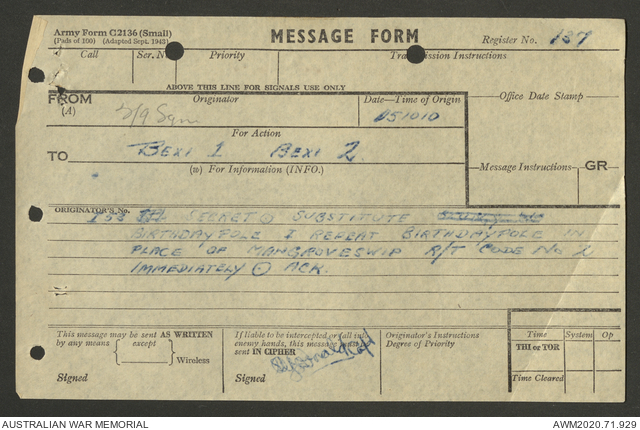 Army Form C2136 (Small)
(Pads of 100) (Adapted Sept. 1943)
MESSAGE FORM
Register No. 137
Call
Ser. N
Priority
Transmission Instructions
ABOVE THIS LINE FOR SIGNALS USE ONLY
FROM
(A)
Originator
2/9 Sqn
Date—Time of Origin
051010
Office Date Stamp
For Action
TO
BEXI 1 BEXI 2
(w) For Information (INFO.)
Message Instructions
GR
ORIGINATOR'S No.
SECRET SUBSTITUTE
BIRTHDAYPOLE I REPEAT BIRTHDAYPOLE IN
PLACE OF MANGROVESWIP R/T CODE No 2
IMMEDIATELY ACK.
This message may be sent AS WRITTEN
by any means except
Wireless
Signed
If liable to be intercepted or fall into
enemy hands, this message must be
sent IN CIPHER
Signed
Originator's Instructions
Degree of Priority
Time
System
Op
THI or TOR
Time Cleared
AUSTRALIAN WAR MEMORIAL
AWM2020.71.929